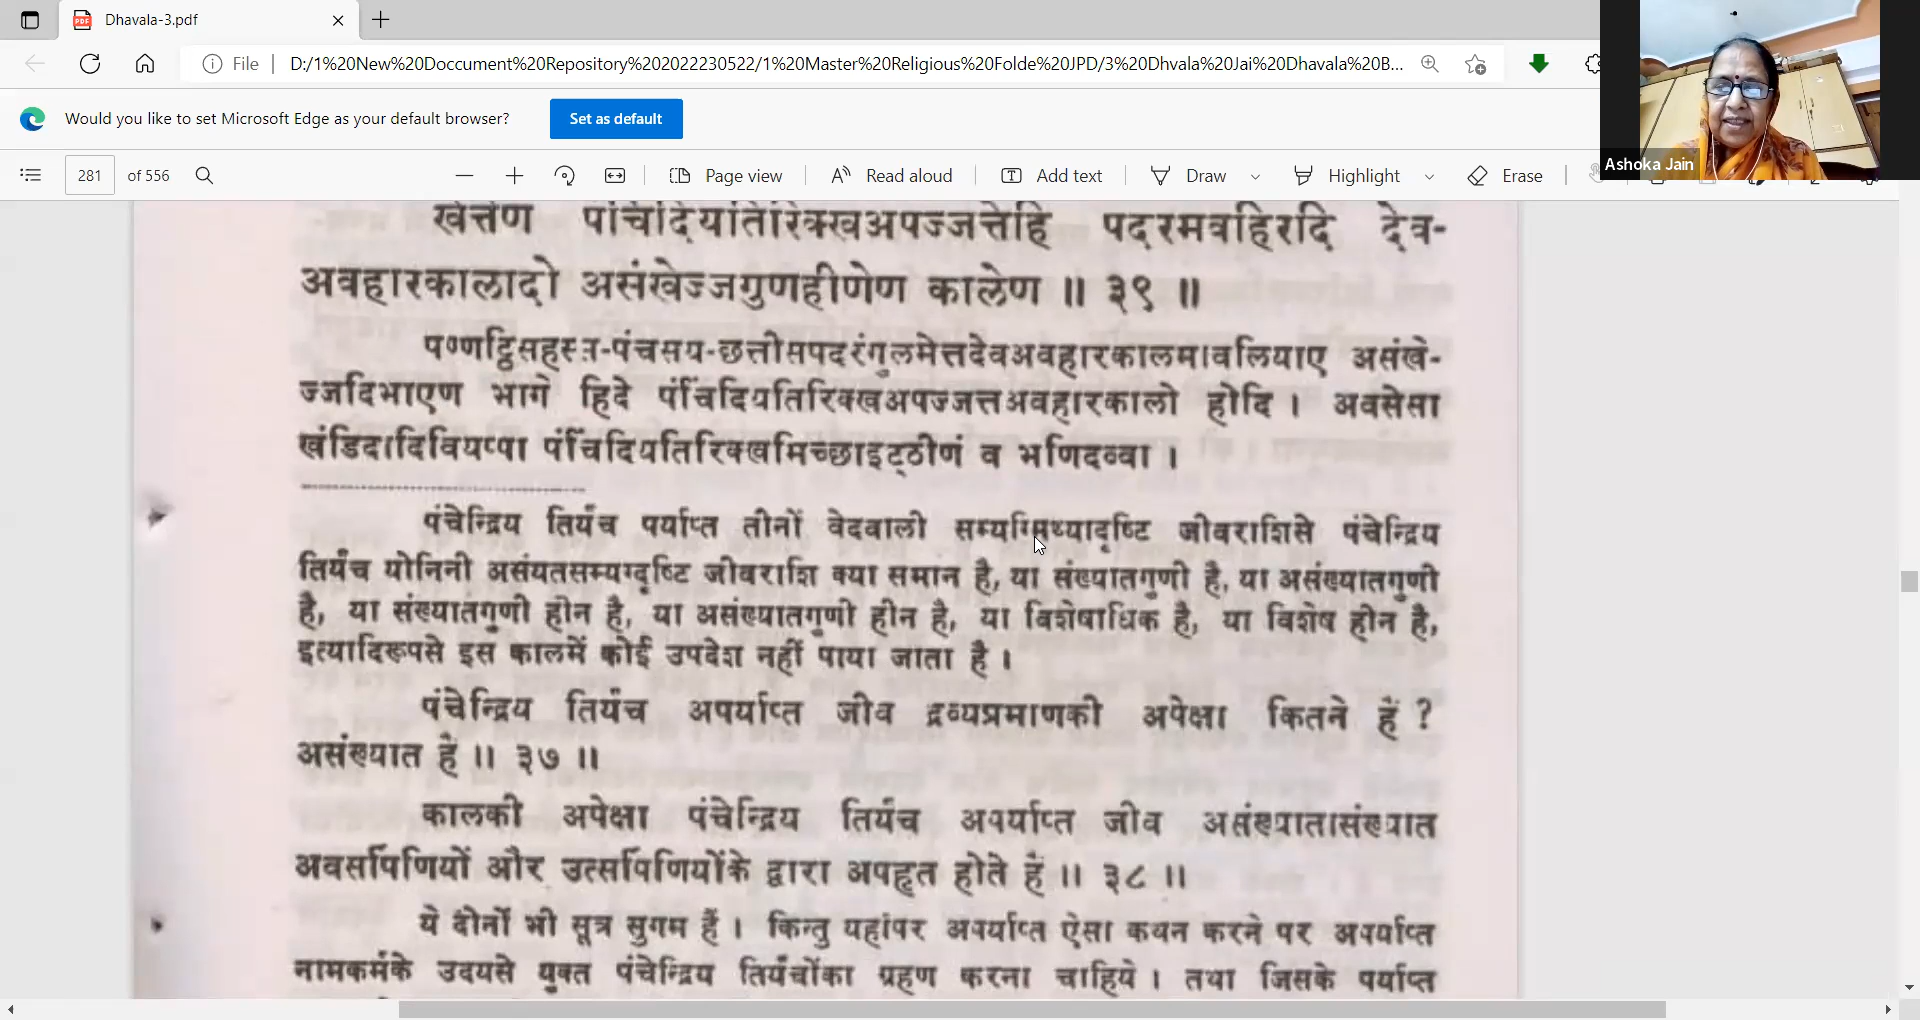 Dhavala-3.pdf
File
D:/1%20New%20Doccument%20Repository%202022230522/1%20Master%20Religious%20Folde%20JPD/3%20Dhvala%20Jai%20Dhavala%20B...
Would you like to set Microsoft Edge as your default browser?
Set as default
Ashoka Jain
281 of 556
Page view
Read aloud
Add text
Draw
Highlight
Erase
खेत्तेण पंचिंदियतिरिक्खअपज्जत्तेहि पदरमवहिरदि देव-
अवहारकालादो असंखेज्जगुणहीणेण कालेण ॥ ३९ ॥
पण्णट्ठिसहस्स-पंचसय-छत्तीसपदरंगुलमेत्तदेवअवहारकालमावलियाए असंखे-
ज्जदिभाएण भागे हिदे पंचिंदियतिरिक्खअपज्जत्तअवहारकालो होदि । अवसेसा
खंडिदादिवियप्पा पंचिंदियतिरिक्खमिच्छाइट्ठीणं व भणिदव्वा ।
पंचेन्द्रिय तिर्यंच पर्याप्त तीनों वेदवाली सम्यग्मिथ्यादृष्टि जीवराशिसे पंचेन्द्रिय
तिर्यंच योनिनी असंयतसम्यग्दृष्टि जीवराशि क्या समान है, या संख्यातगुणी है, या असंख्यातगुणी
है, या संख्यातगुणी हीन है, या असंख्यातगुणी हीन है, या विशेषाधिक है, या विशेष हीन है,
इत्यादिरूपसे इस कालमें कोई उपदेश नहीं पाया जाता है ।
पंचेन्द्रिय तिर्यंच अपर्याप्त जीव द्रव्यप्रमाणकी अपेक्षा कितने हैं ?
असंख्यात हैं ॥ ३७ ॥
कालकी अपेक्षा पंचेन्द्रिय तिर्यंच अपर्याप्त जीव असंख्यातासंख्यात
अवसर्पिणियों और उत्सर्पिणियोंके द्वारा अपहृत होते हैं ॥ ३८ ॥
ये दोनों भी सूत्र सुगम हैं । किन्तु यहांपर अपर्याप्त ऐसा कथन करने पर अपर्याप्त
नामकर्मके उदयसे युक्त पंचेन्द्रिय तिर्यंचोंका ग्रहण करना चाहिये । तथा जिसके पर्याप्त